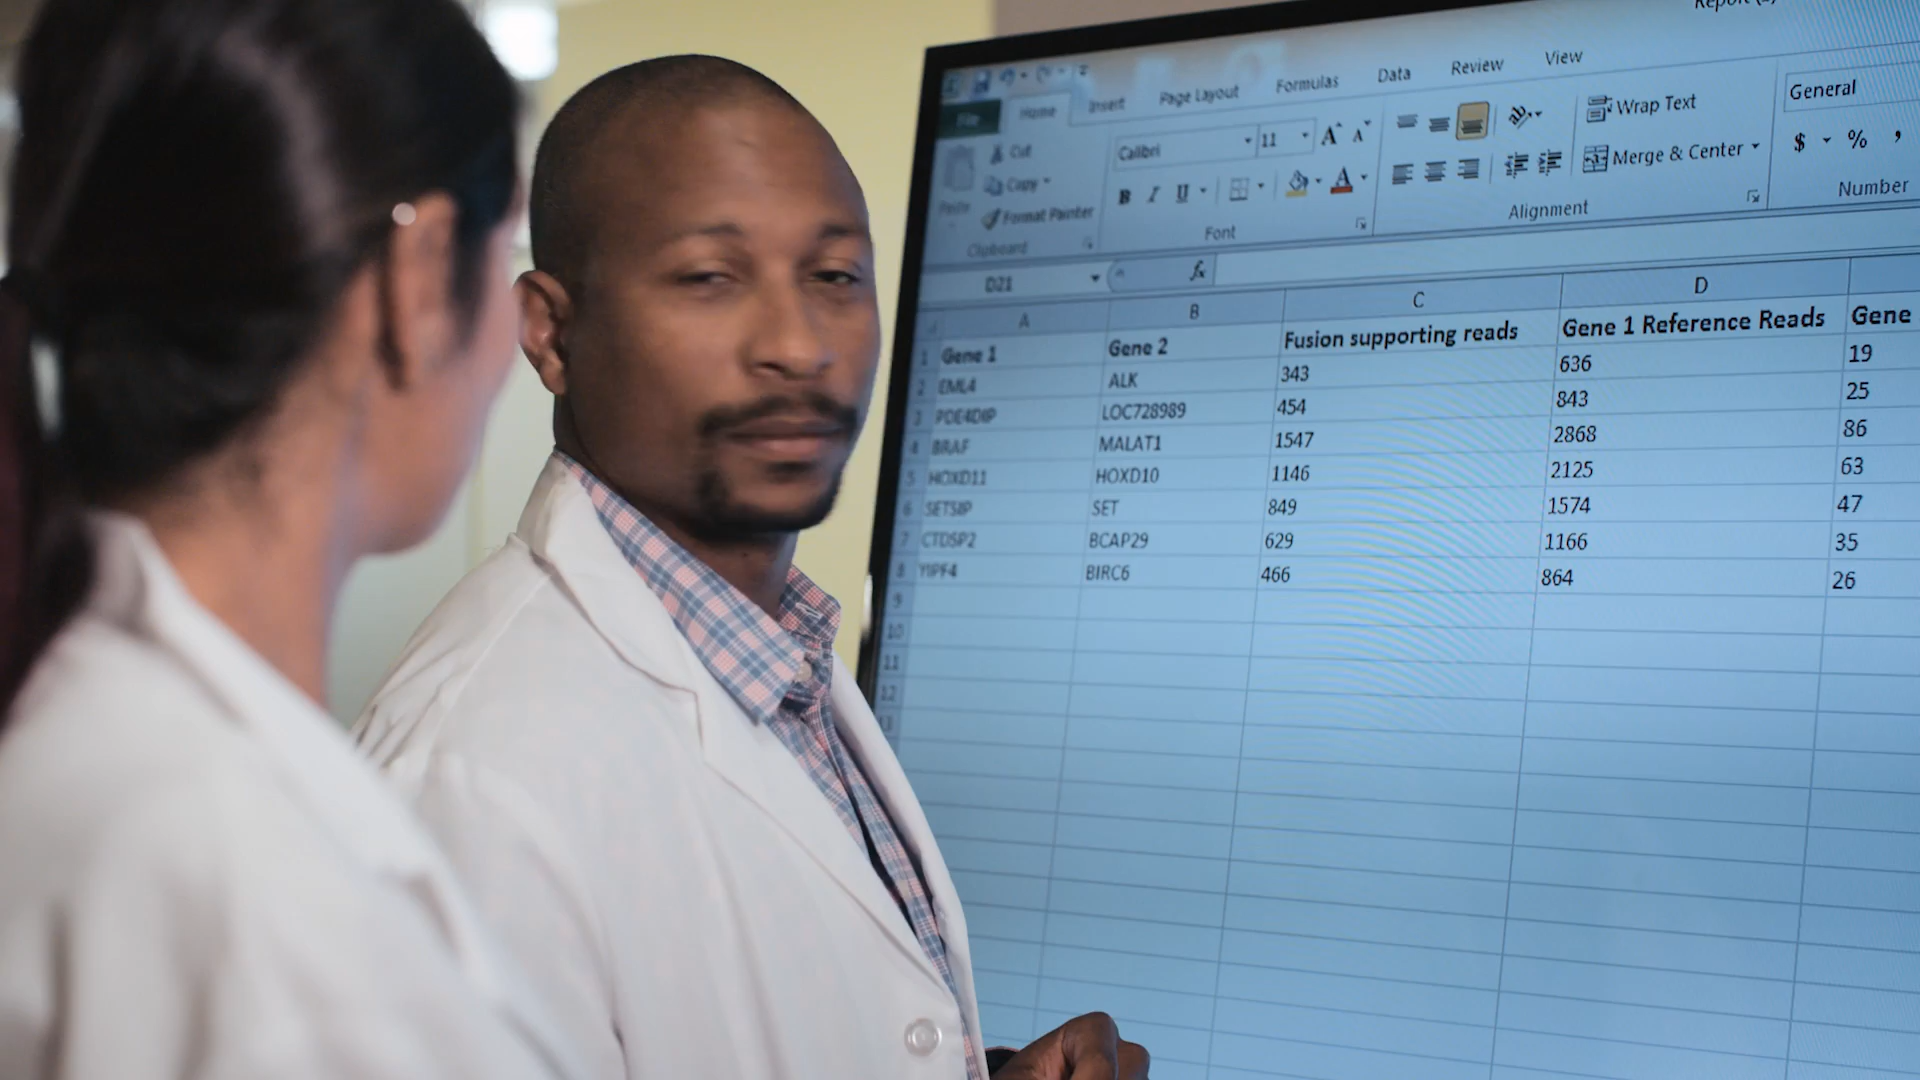 Report
File Home Insert Page Layout Formulas Data Review View
Cut
Copy
Format Painter
Paste
Clipboard
Calibri 11 A A
B I U A
Font
Wrap Text
Merge & Center
Alignment
General
$ % ,
Number
D21 fx
A B C D
1 Gene 1 Gene 2 Fusion supporting reads Gene 1 Reference Reads Gene
2 EML4 ALK 343 636 19
3 PDE4DIP LOC728989 454 843 25
4 BRAF MALAT1 1547 2868 86
5 HOXD11 HOXD10 1146 2125 63
6 SETSIP SET 849 1574 47
7 CTDSP2 BCAP29 629 1166 35
8 YIPF4 BIRC6 466 864 26
9
10
11
12